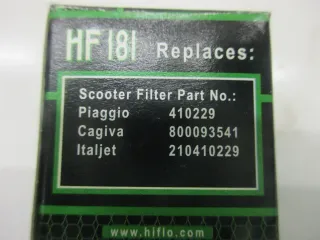 HF181 Replaces:
Scooter Filter Part No.:
Piaggio 410229
Cagiva 800093541
Italjet 210410229
www.hiflo.com